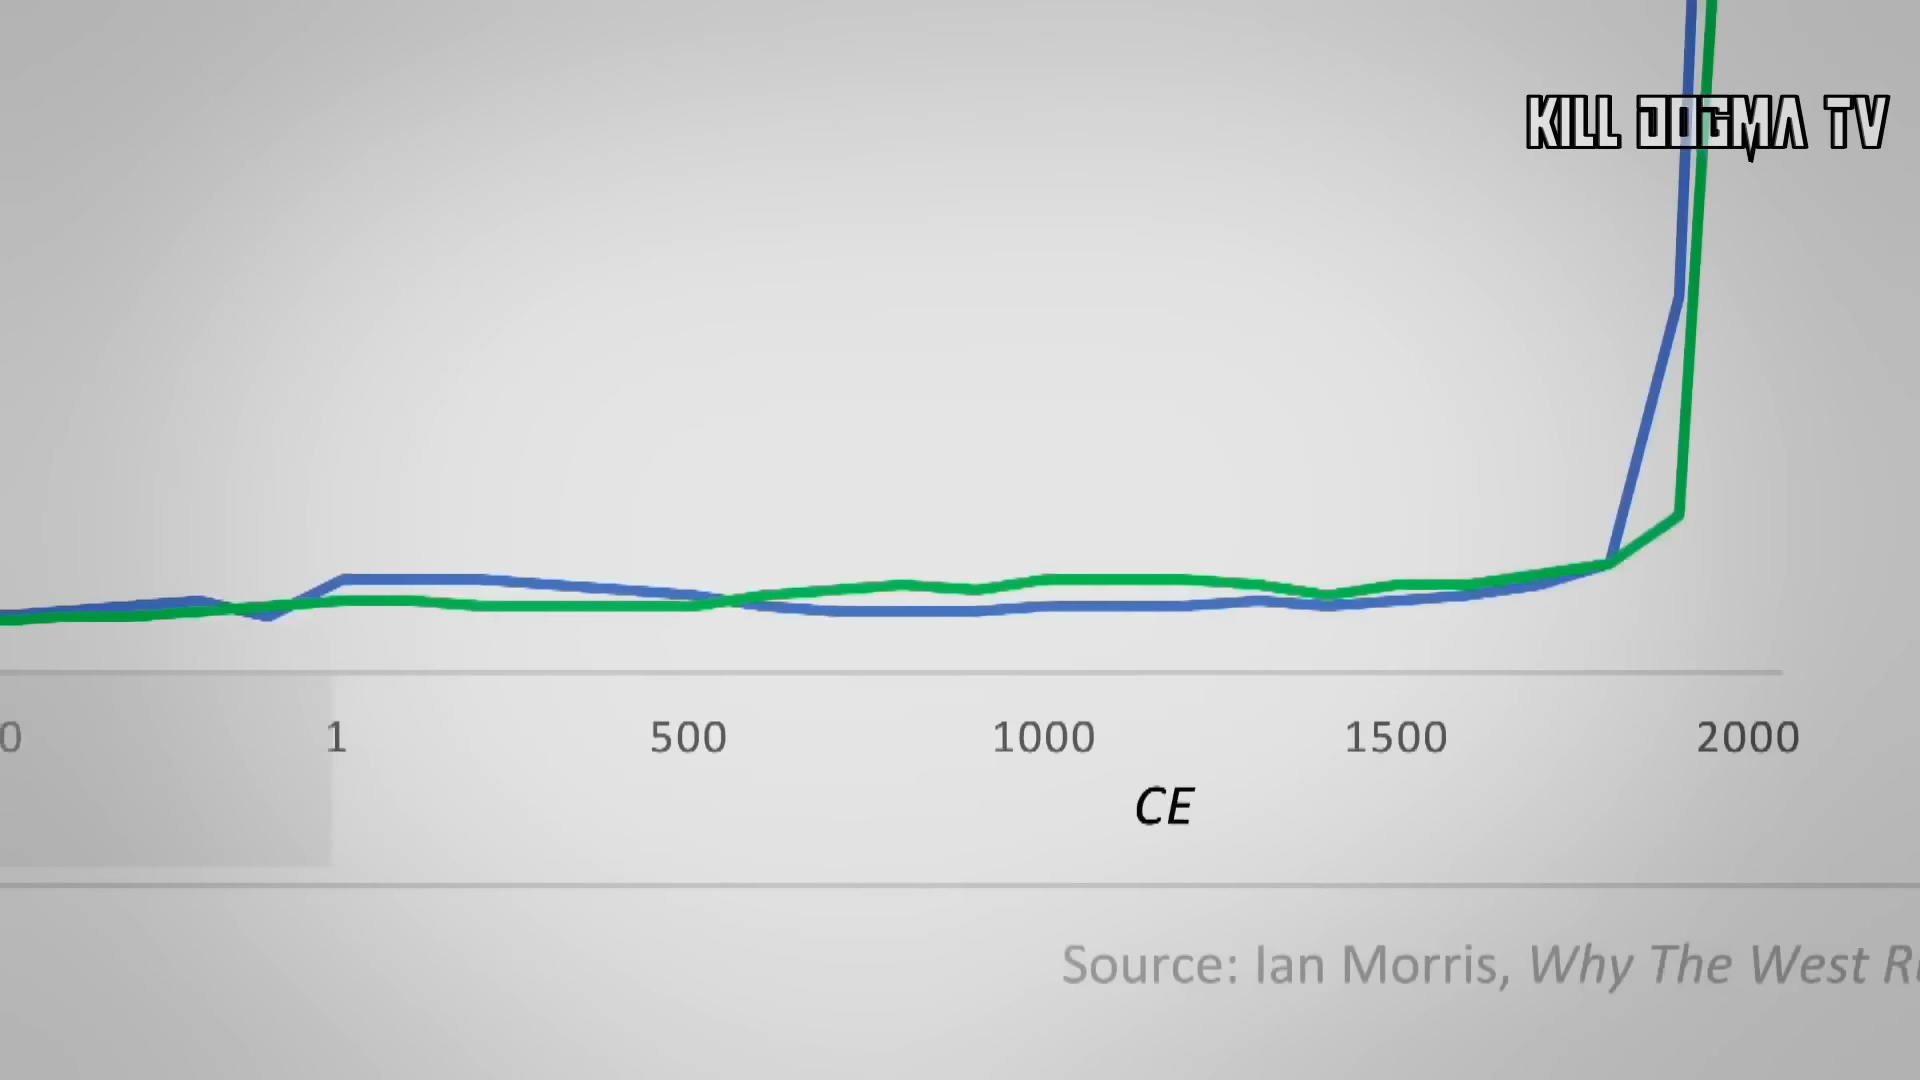 KILL DOGMA TV
0 1 500 1000 1500 2000
CE
Source: Ian Morris, Why The West